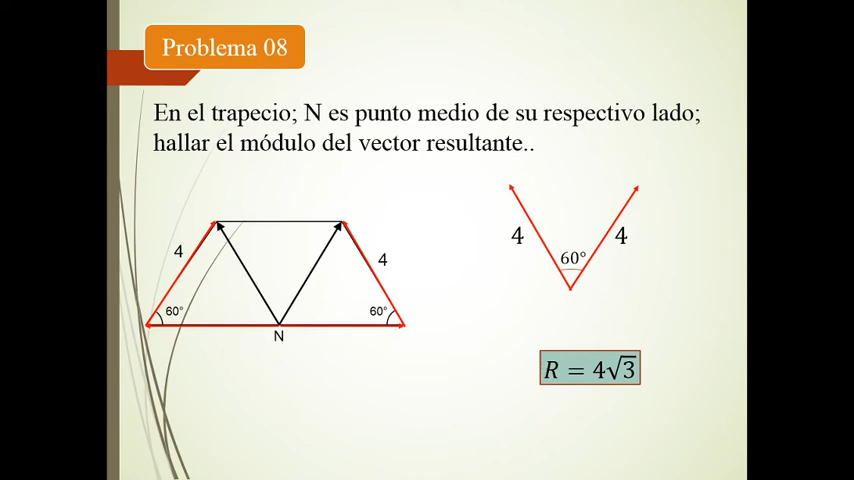 Problema 08
En el trapecio; N es punto medio de su respectivo lado;
hallar el módulo del vector resultante..
4
4
60°
60°
N
4
4
60°
R = 4√3